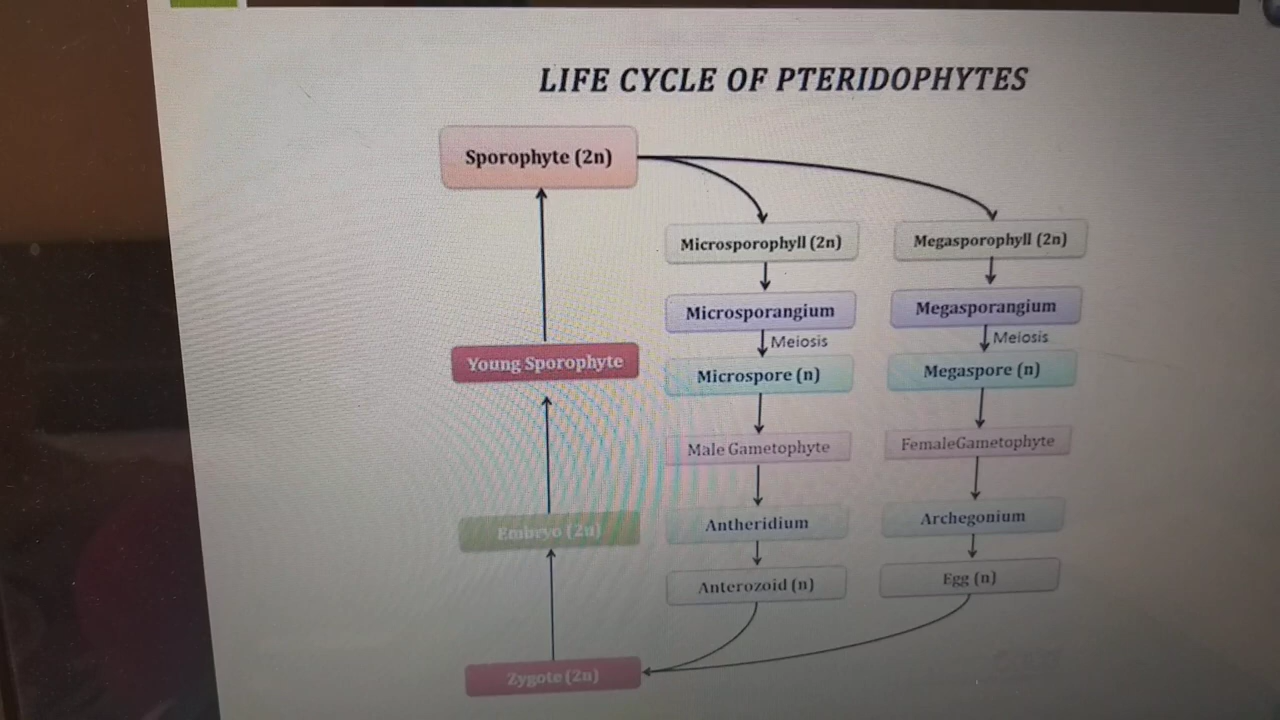 LIFE CYCLE OF PTERIDOPHYTES
Sporophyte (2n)
Microsporophyll (2n)
Megasporophyll (2n)
Microsporangium
Megasporangium
Meiosis
Meiosis
Young Sporophyte
Microspore (n)
Megaspore (n)
Male Gametophyte
FemaleGametophyte
Embryo (2n)
Antheridium
Archegonium
Anterozoid (n)
Egg (n)
Zygote (2n)